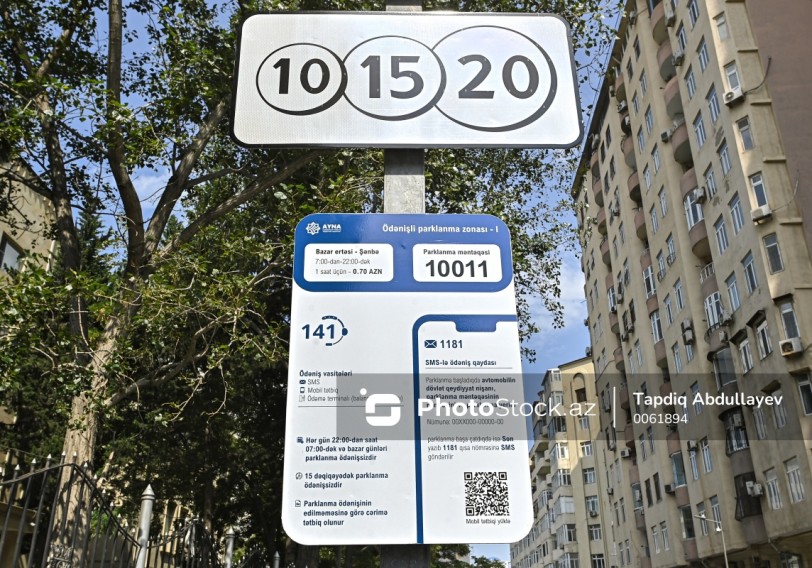 10 15 20
AYNA
Ödənişli parklanma zonası - I
Bazar ertəsi - Şənbə
7:00-dan-22:00-dək
1 saat üçün - 0.70 AZN
Parklanma məntəqəsi
10011
141
Ödəniş vasitələri
SMS
Mobil tətbiq
Ödəmə terminalı
Hər gün 22:00-dan saat
07:00-dək və bazar günləri
parklanma ödənişsizdir
15 dəqiqəyədək parklanma
ödənişsizdir
Parklanma ödənişinin
edilməməsinə görə cərimə
tətbiq olunur
1181
SMS-lə ödəniş qaydası
Parklanma başladıqda avtomobilin
dövlət qeydiyyat nişanı,
parklanma məntəqəsinin
Nümunə: 00XX000-00000-00
parklanma başa çatdıqda isə Son
yazıb 1181 qısa nömrəsinə SMS
göndərilir
Mobil tətbiqi yüklə
PhotoStock.az
Tapdiq Abdullayev
0061894